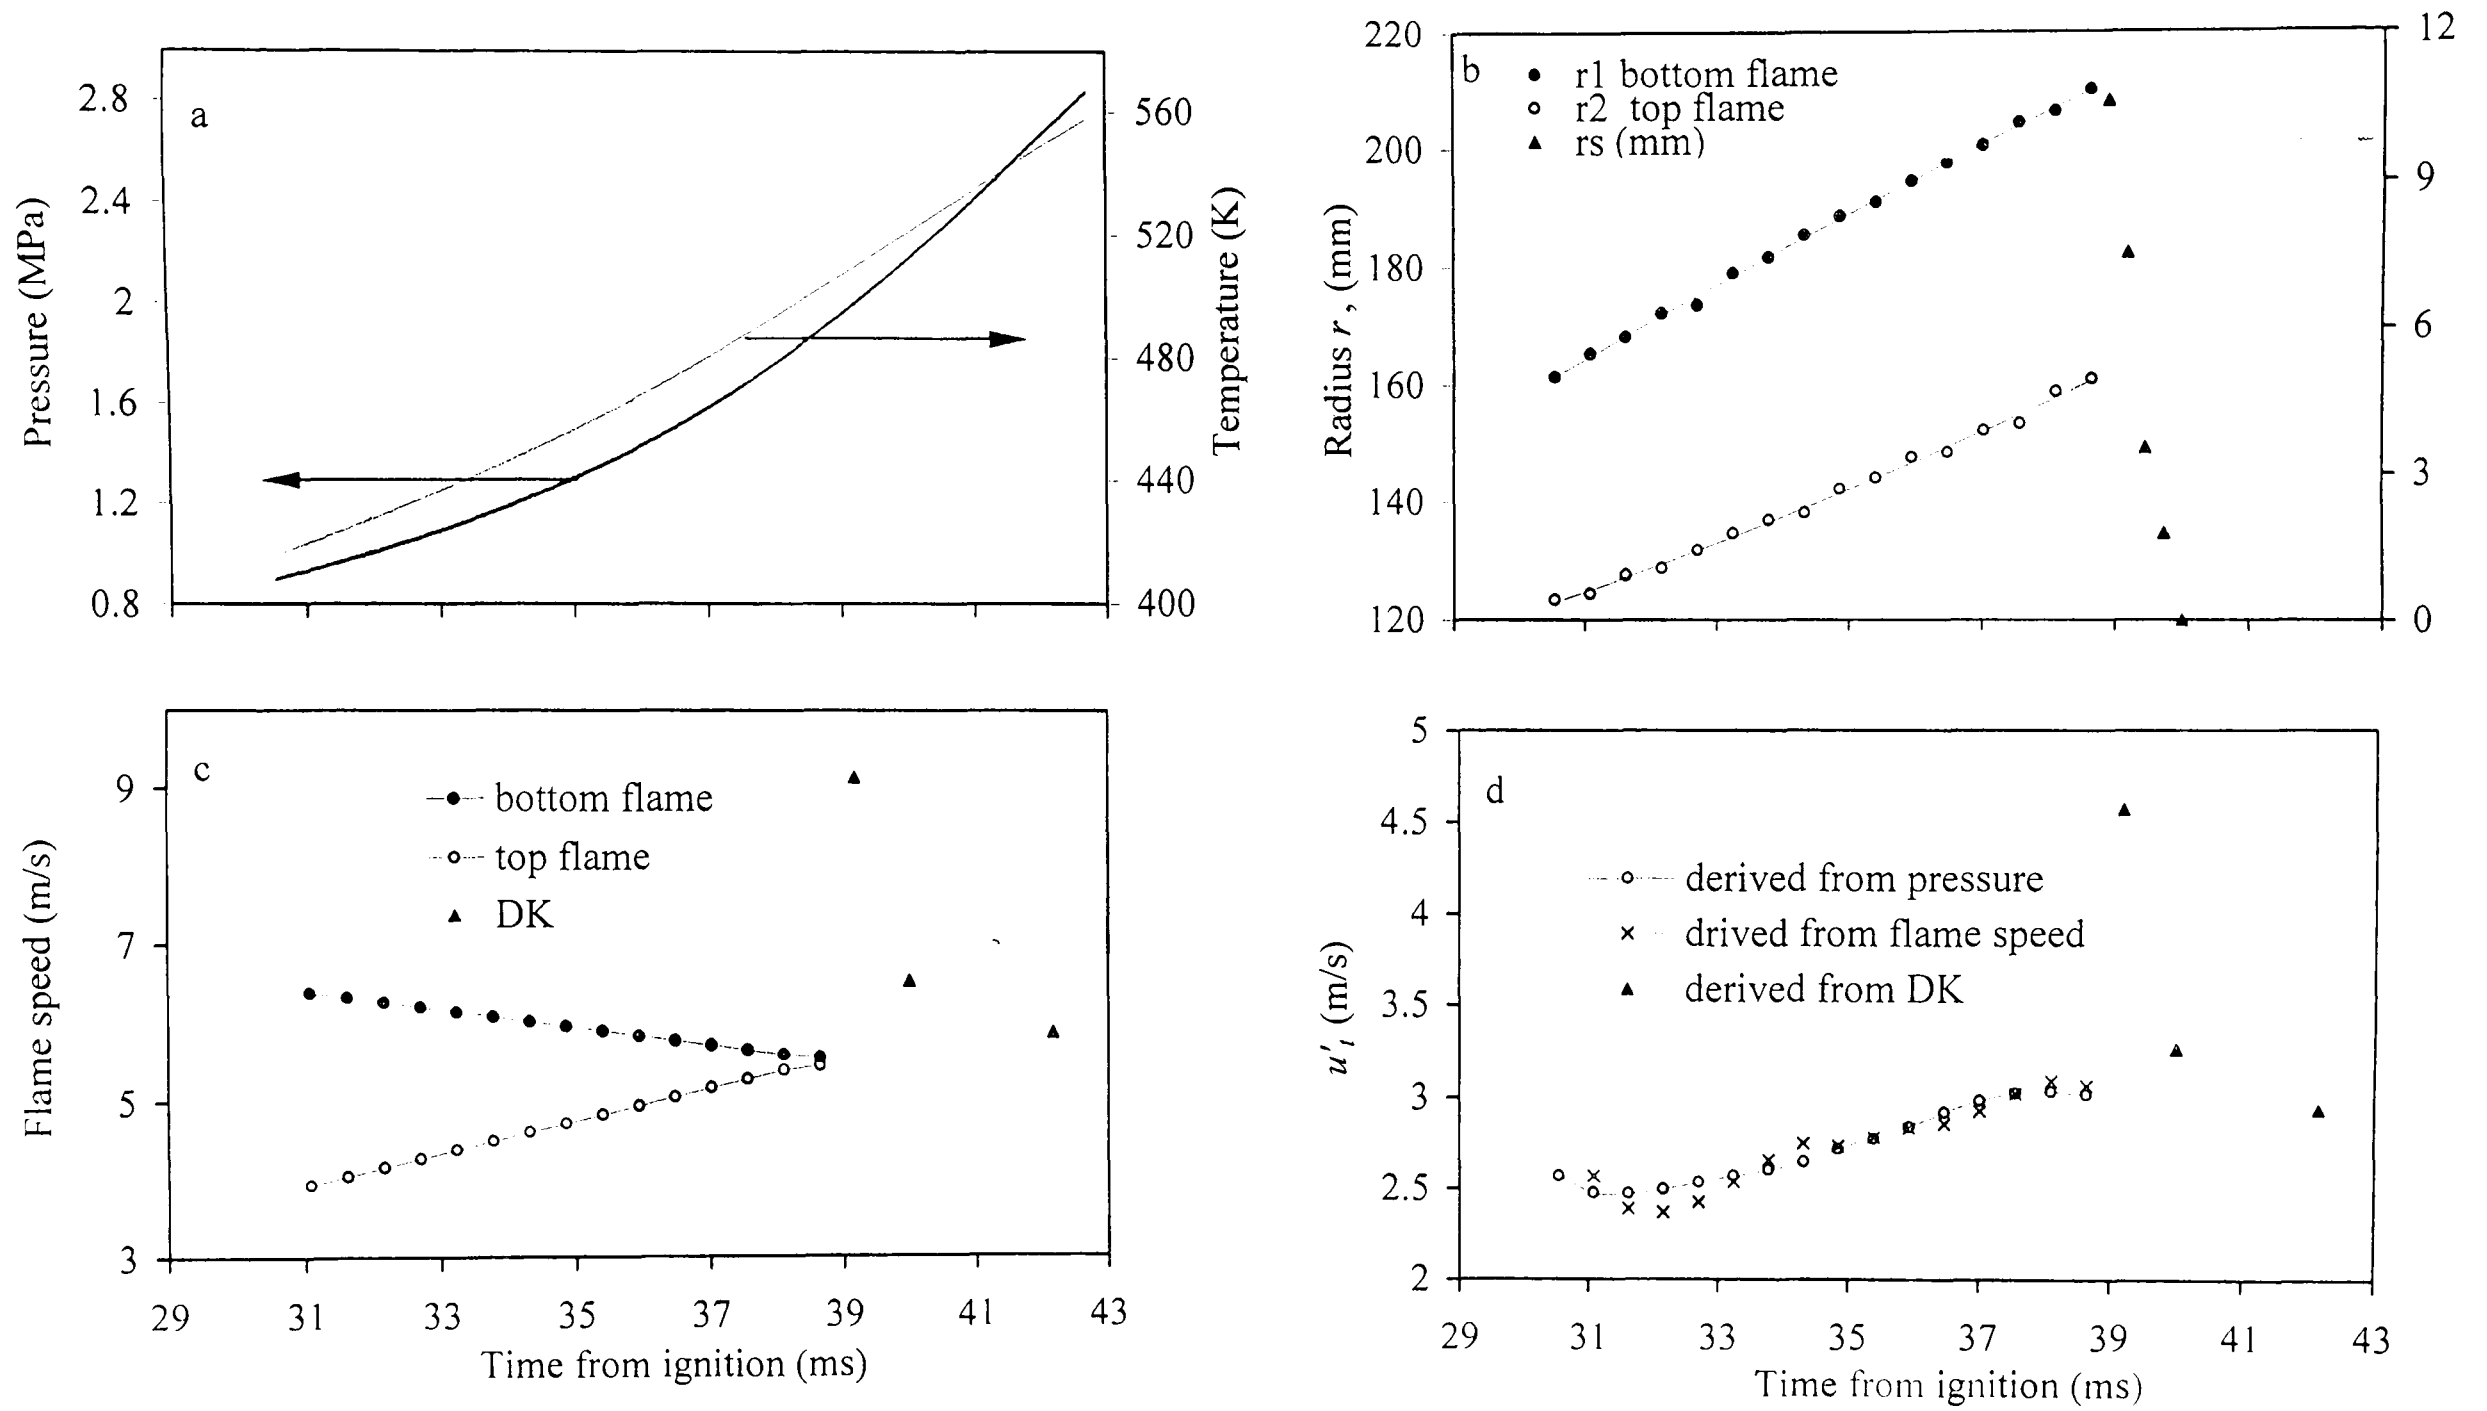 a
Pressure (MPa)
2.8
2.4
2
1.6
1.2
0.8
560
520
480
440
400
Temperature (K)
b
r1 bottom flame
r2 top flame
rs (mm)
Radius r, (mm)
220
200
180
160
140
120
12
9
6
3
0
c
bottom flame
top flame
DK
Flame speed (m/s)
9
7
5
3
29 31 33 35 37 39 41 43
Time from ignition (ms)
d
derived from pressure
drived from flame speed
derived from DK
u't (m/s)
5
4.5
4
3.5
3
2.5
2
29 31 33 35 37 39 41 43
Time from ignition (ms)